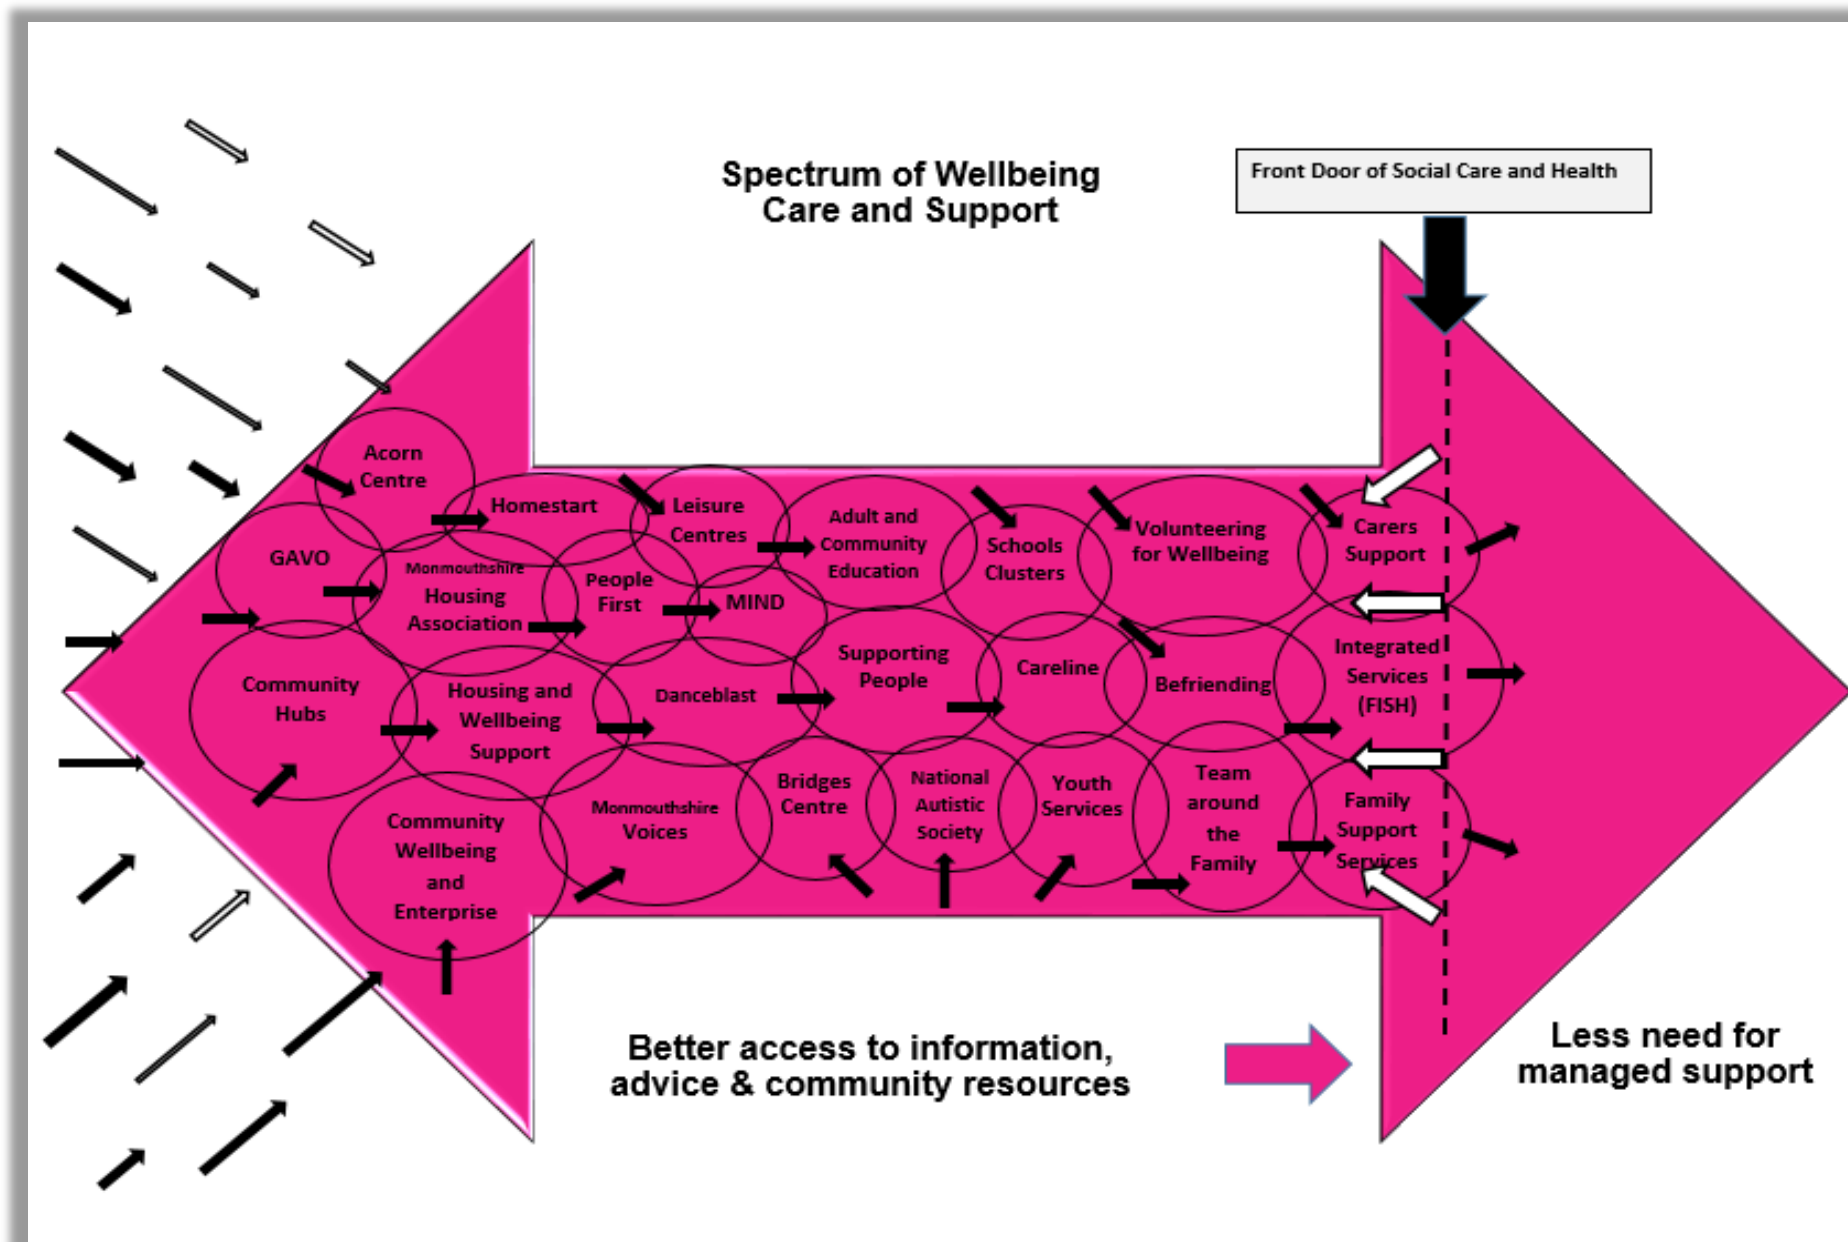 Spectrum of Wellbeing
Care and Support
Front Door of Social Care and Health
Acorn
Centre
Homestart
Leisure
Centres
Adult and
Community
Education
Schools
Clusters
Volunteering
for Wellbeing
Carers
Support
GAVO
Monmouthshire
Housing
Association
People
First
MIND
Community
Hubs
Housing and
Wellbeing
Support
Danceblast
Supporting
People
Careline
Befriending
Integrated
Services
(FISH)
Community
Wellbeing
and
Enterprise
Monmouthshire
Voices
Bridges
Centre
National
Autistic
Society
Youth
Services
Team
around
the
Family
Family
Support
Services
Better access to information,
advice & community resources
Less need for
managed support